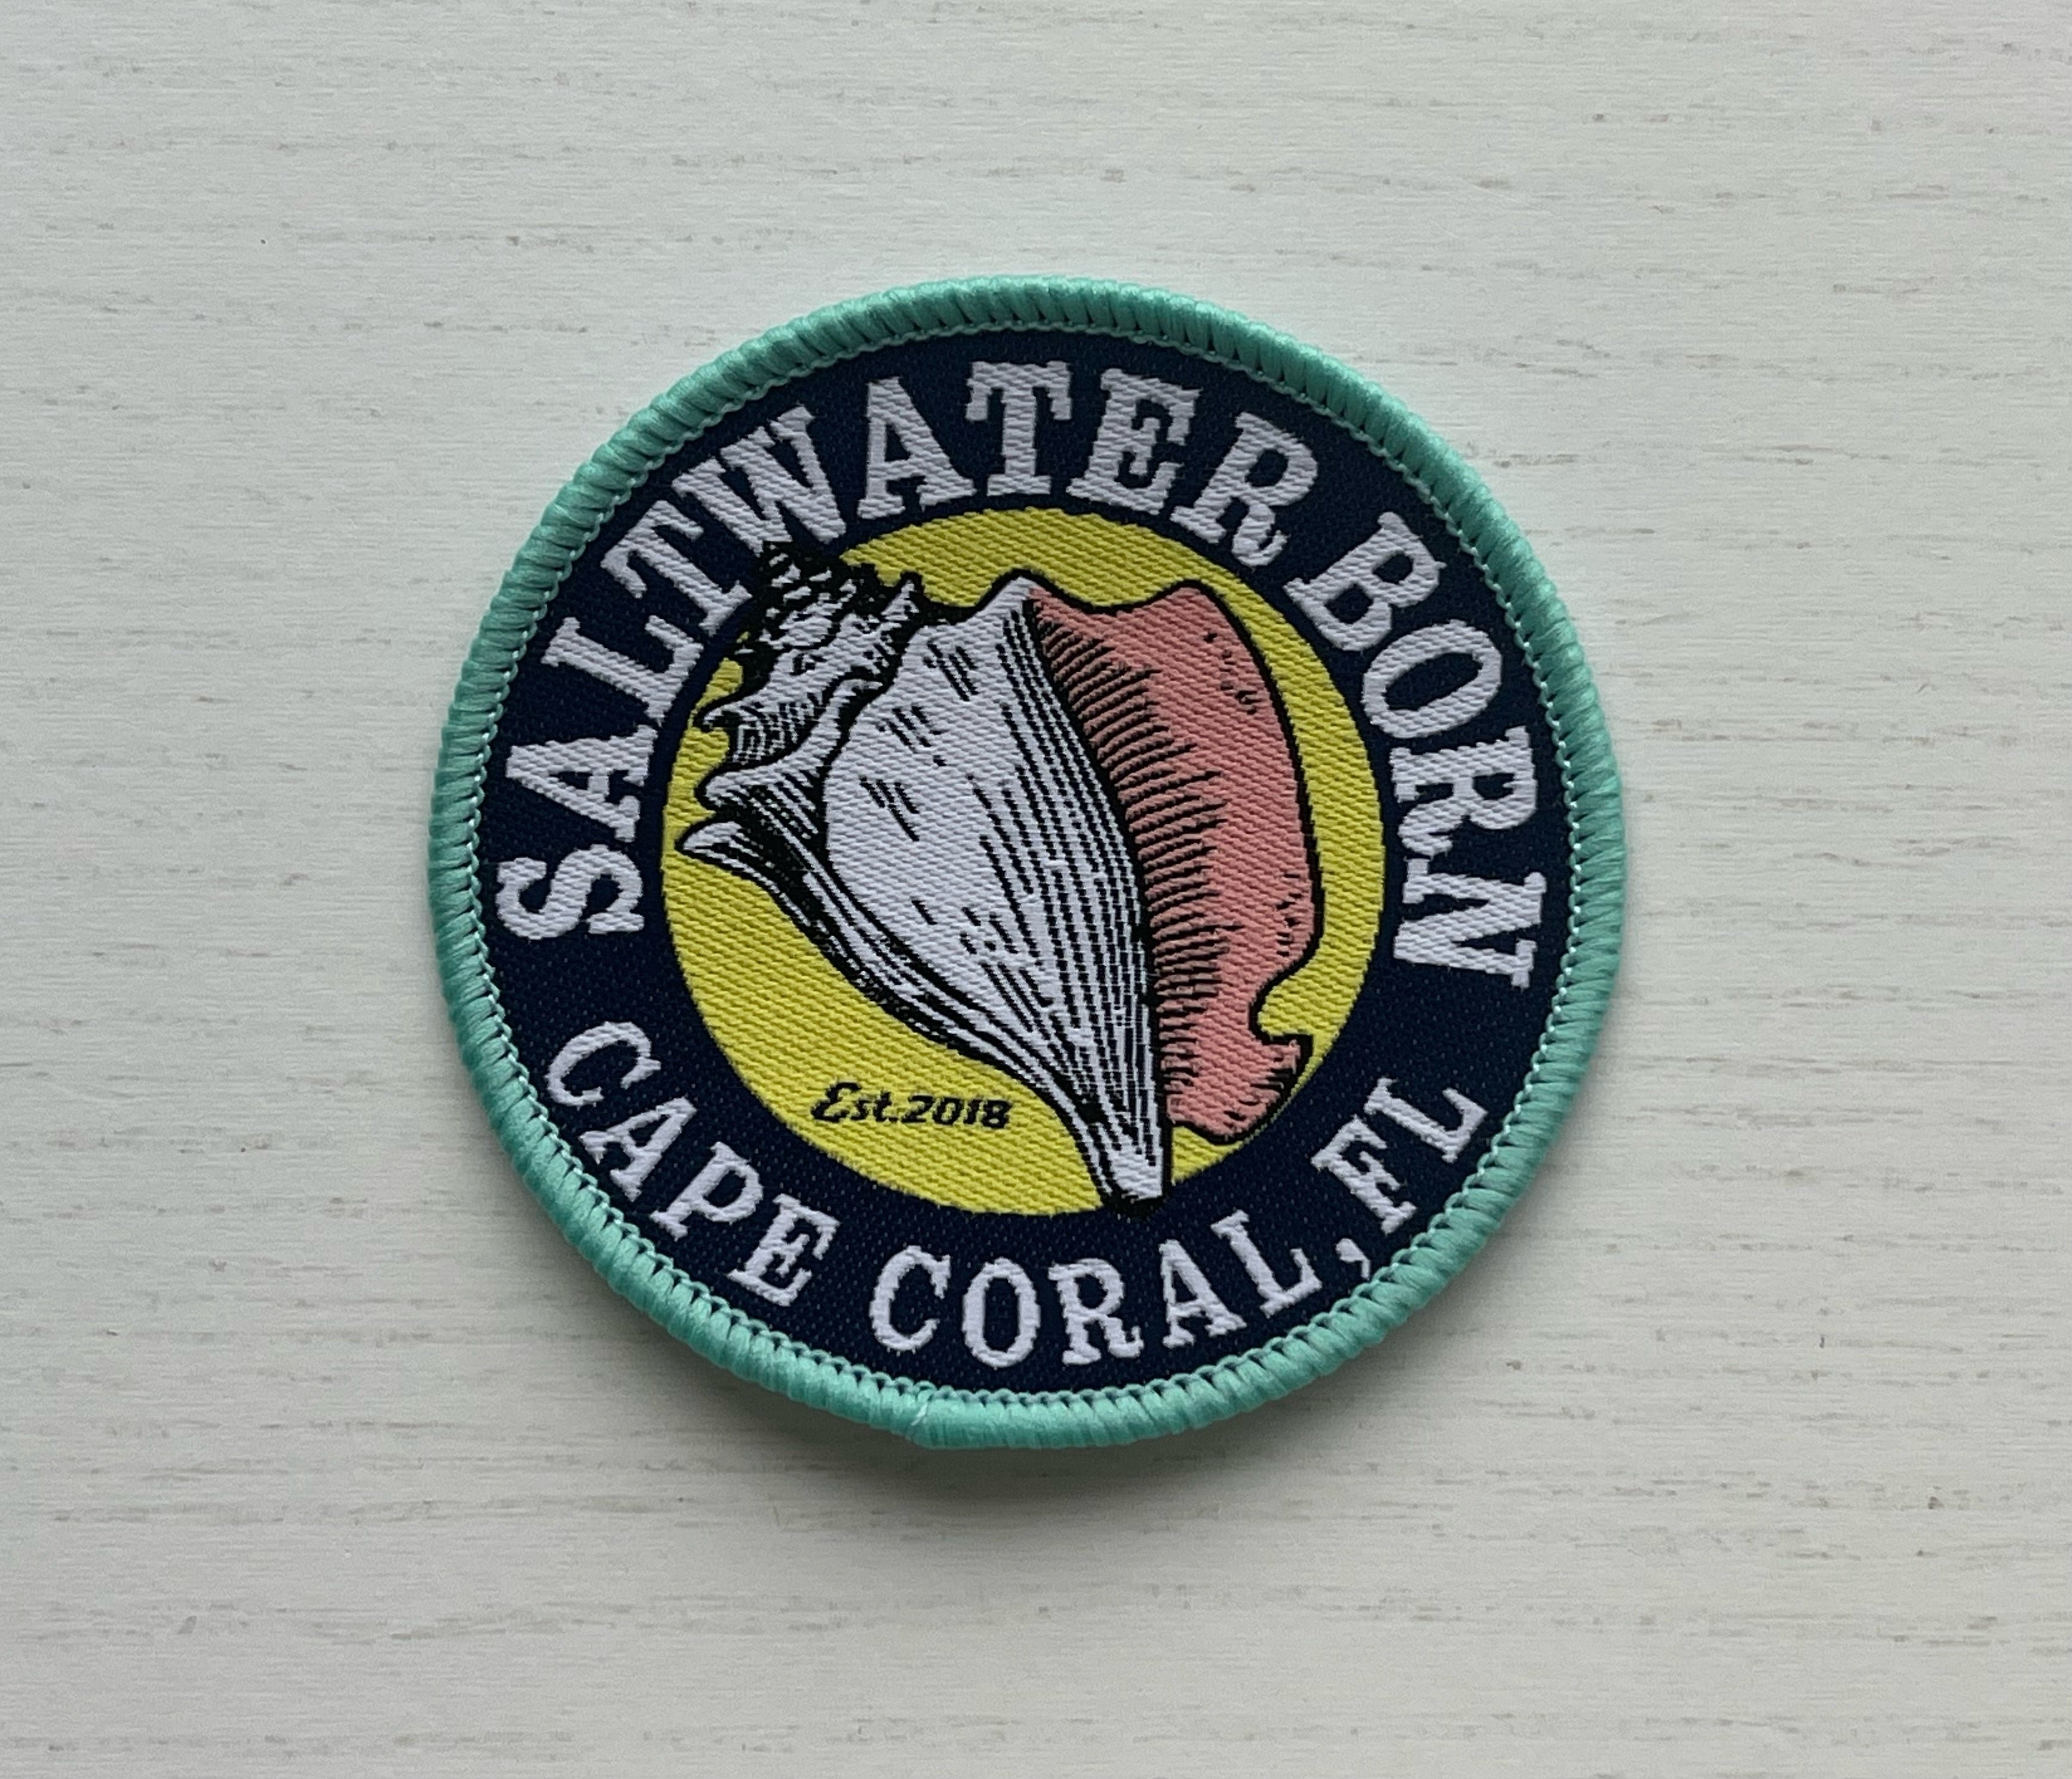 SALTWATER BORN
Est.2018
CAPE CORAL, FL